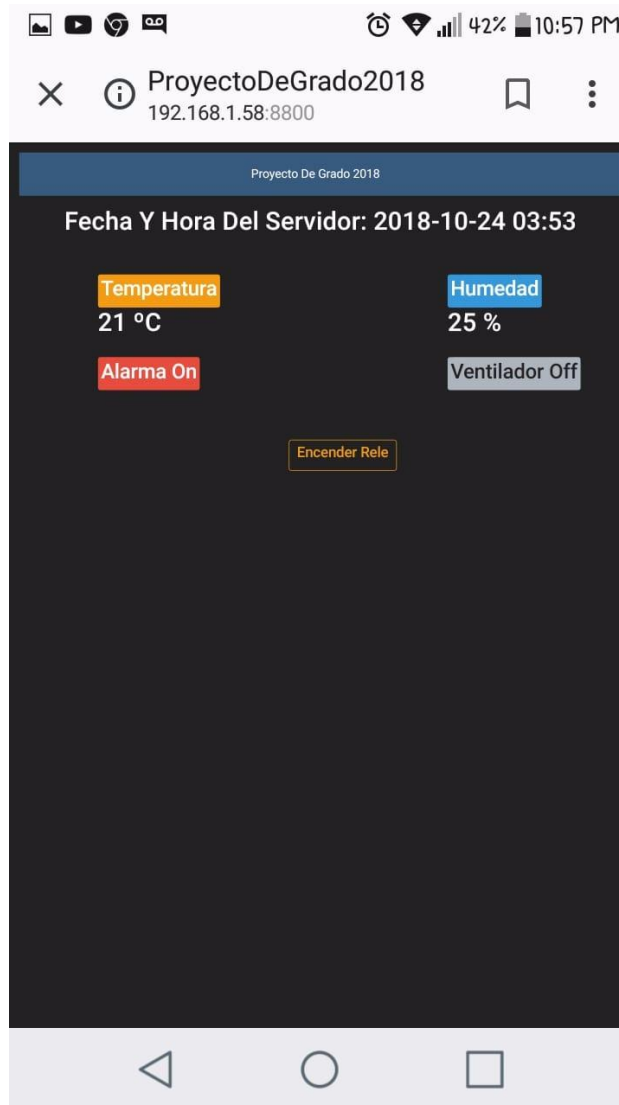 42% 10:57 PM
ProyectoDeGrado2018
192.168.1.58:8800
Proyecto De Grado 2018
Fecha Y Hora Del Servidor: 2018-10-24 03:53
Temperatura Humedad
21 ºC 25 %
Alarma On Ventilador Off
Encender Rele